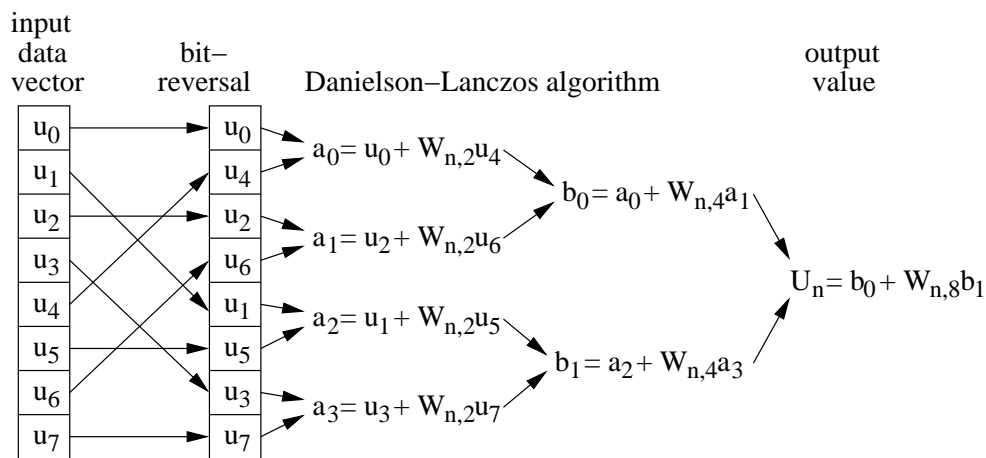 input
data
vector
bit–
reversal
Danielson–Lanczos algorithm
output
value
u0
u1
u2
u3
u4
u5
u6
u7
u0
u4
u2
u6
u1
u5
u3
u7
a0= u0+ Wn,2u4
a1= u2+ Wn,2u6
a2= u1+ Wn,2u5
a3= u3+ Wn,2u7
b0= a0+ Wn,4a1
b1= a2+ Wn,4a3
Un= b0+ Wn,8b1